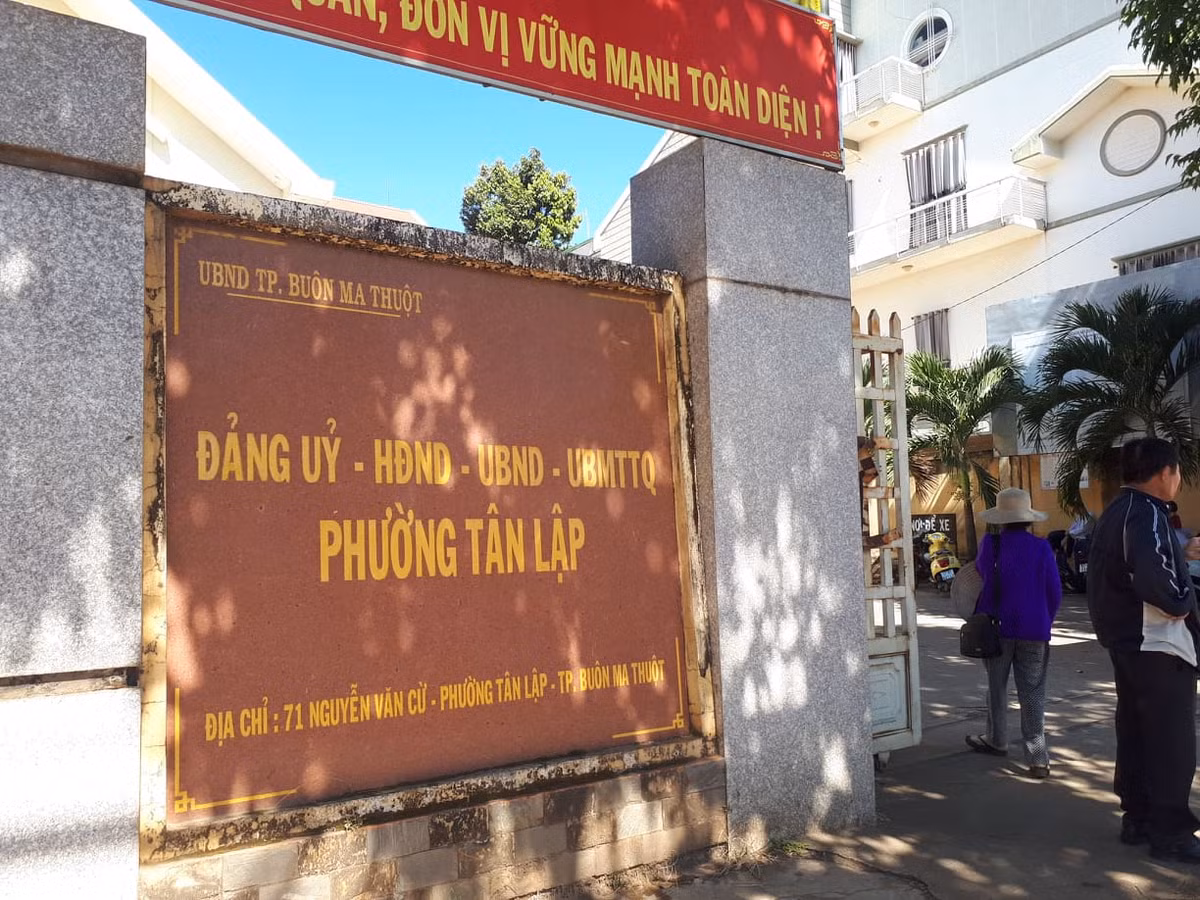 QUAN, ĐƠN VỊ VỮNG MẠNH TOÀN DIỆN !
UBND TP. BUÔN MA THUỘT
ĐẢNG UỶ - HĐND - UBND - UBMTTQ
PHƯỜNG TÂN LẬP
ĐỊA CHỈ : 71 NGUYỄN VĂN CỪ - PHƯỜNG TÂN LẬP - TP. BUÔN MA THUỘT
NƠI ĐỂ XE